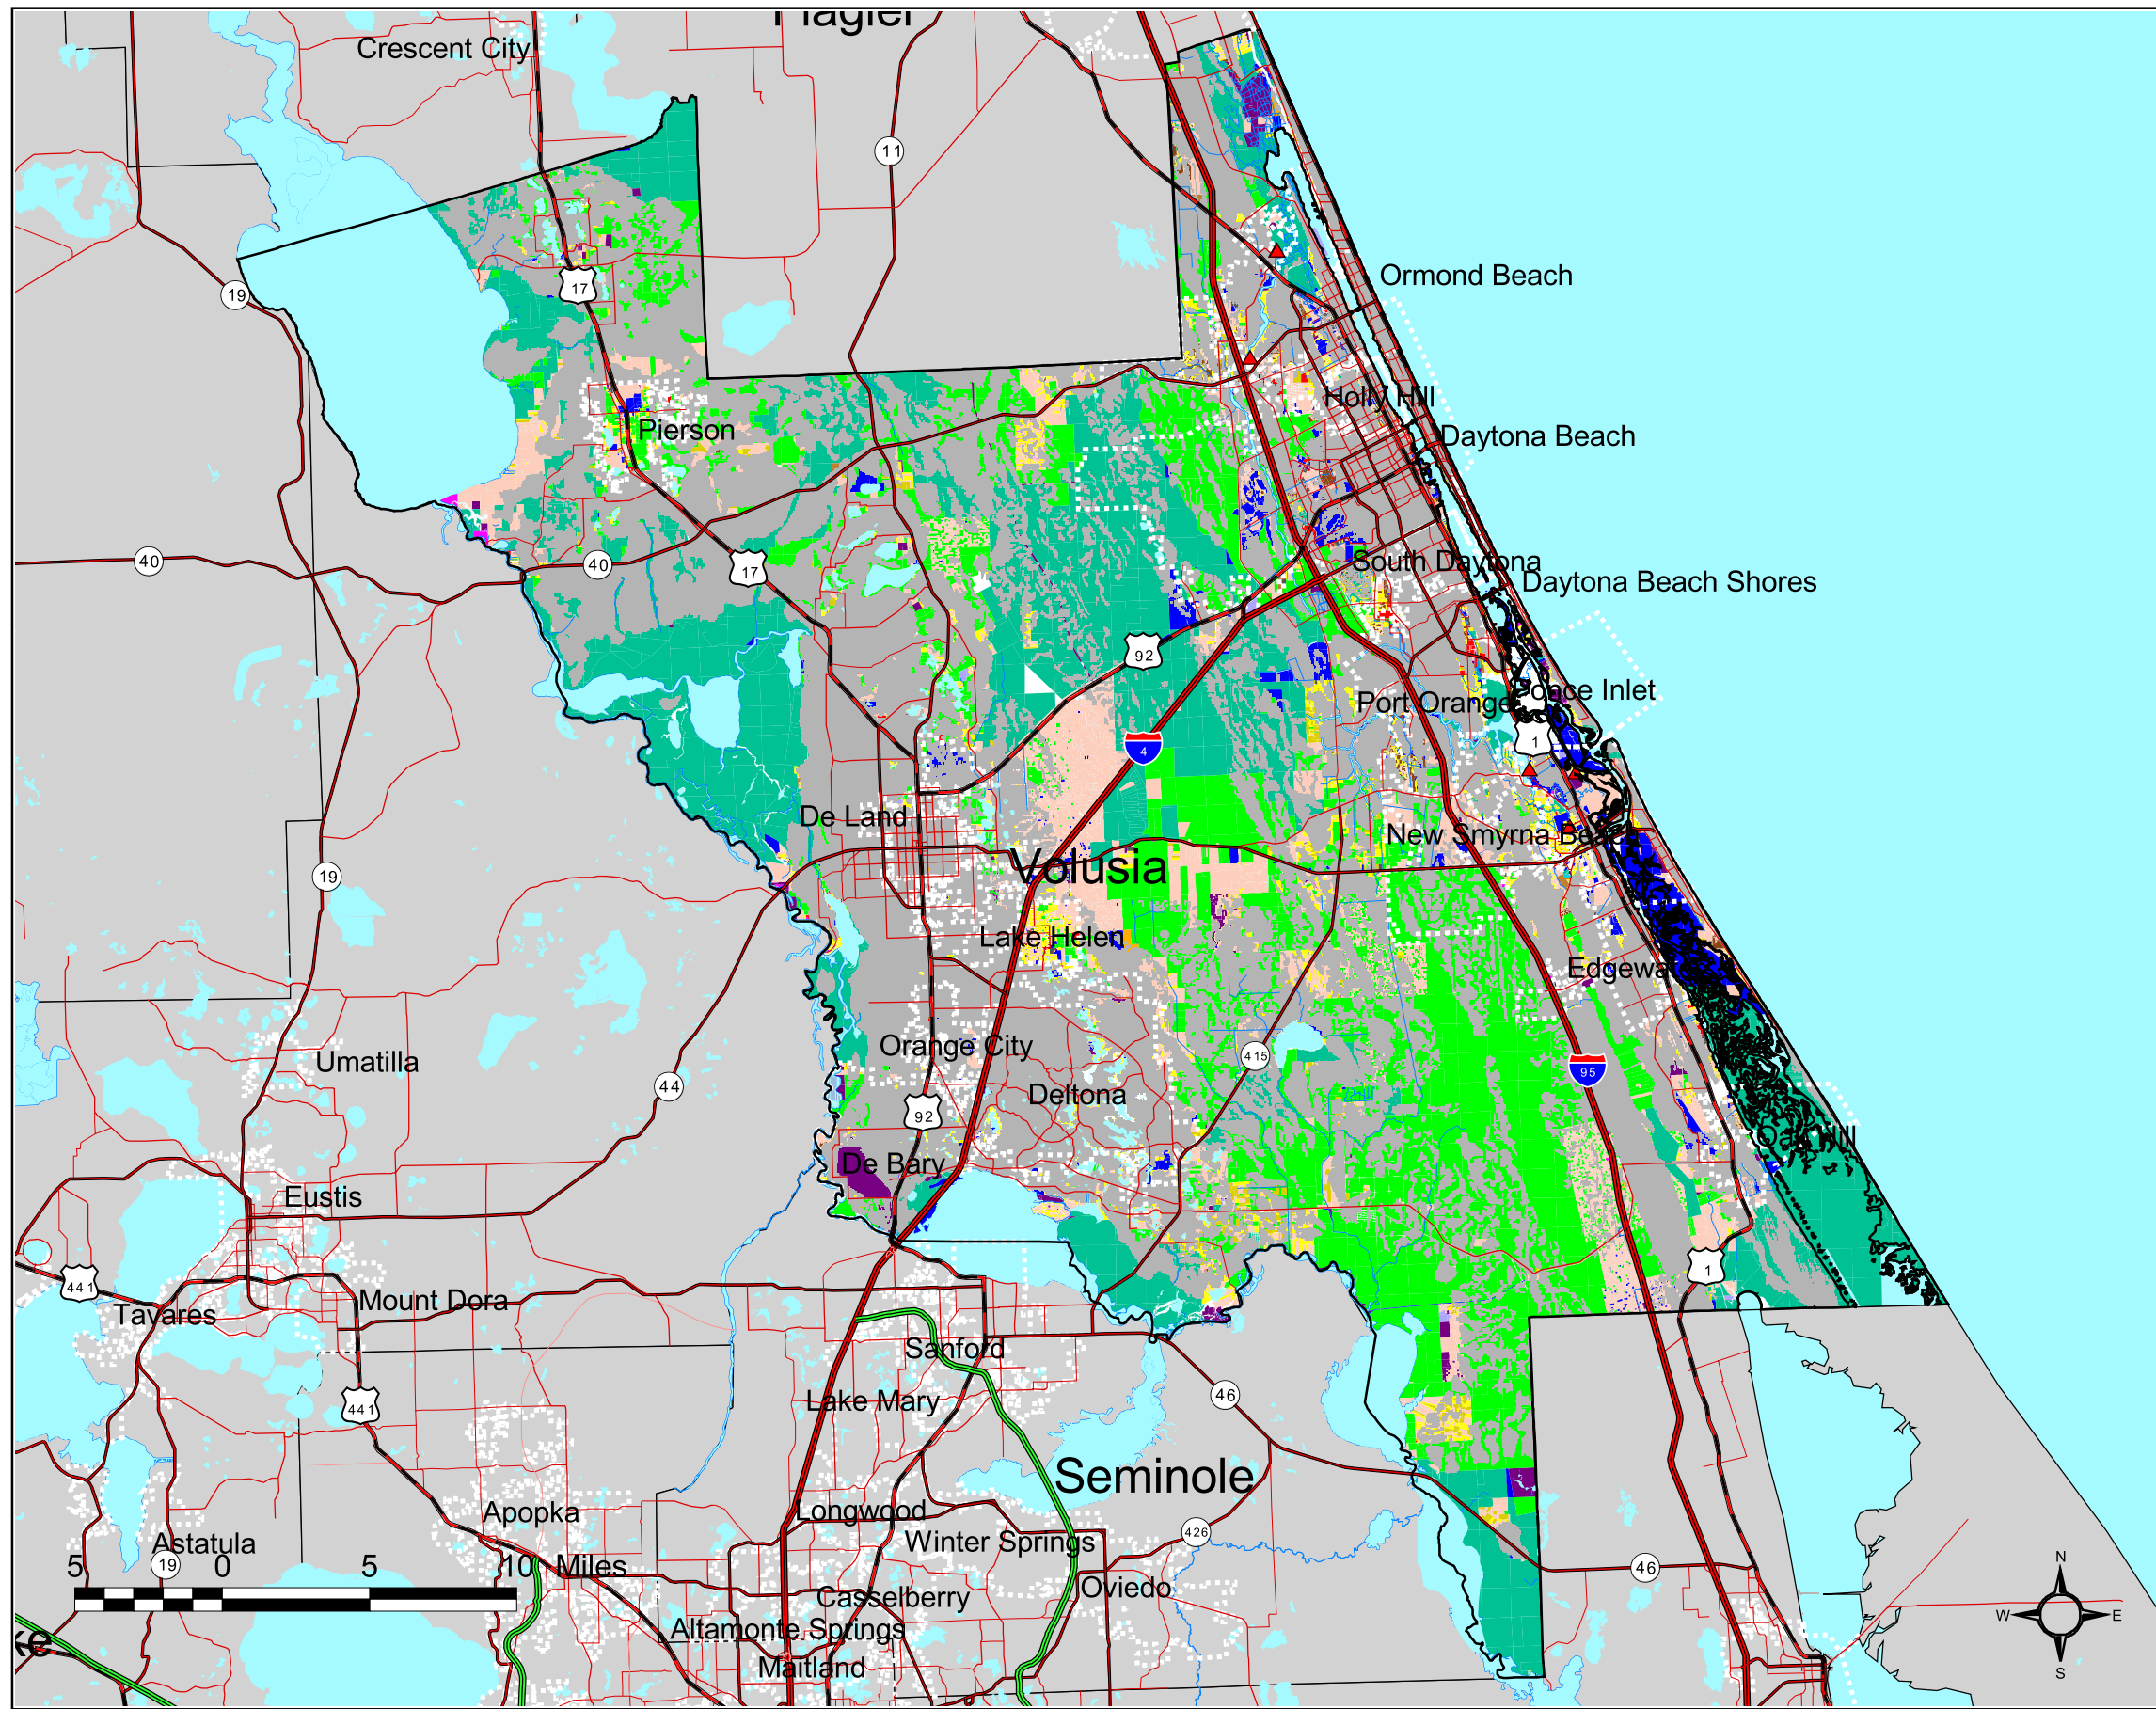 Flagler
Crescent City
11
Ormond Beach
17
19
Holly Hill
Pierson
Daytona Beach
40
40
17
South Daytona
Daytona Beach Shores
92
Ponce Inlet
Port Orange
1
4
De Land
New Smyrna Beach
Volusia
19
Lake Helen
Edgewat
Orange City
415
Umatilla
95
44
Deltona
92
Oak Hill
De Bary
Eustis
1
441
Mount Dora
Tavares
Sanford
46
Lake Mary
441
Seminole
Apopka
Longwood
426
Winter Springs
Astatula
19
5 0 5 10 Miles
46
N
Oviedo
Casselberry
W E
Altamonte Springs
ke
Maitland
S